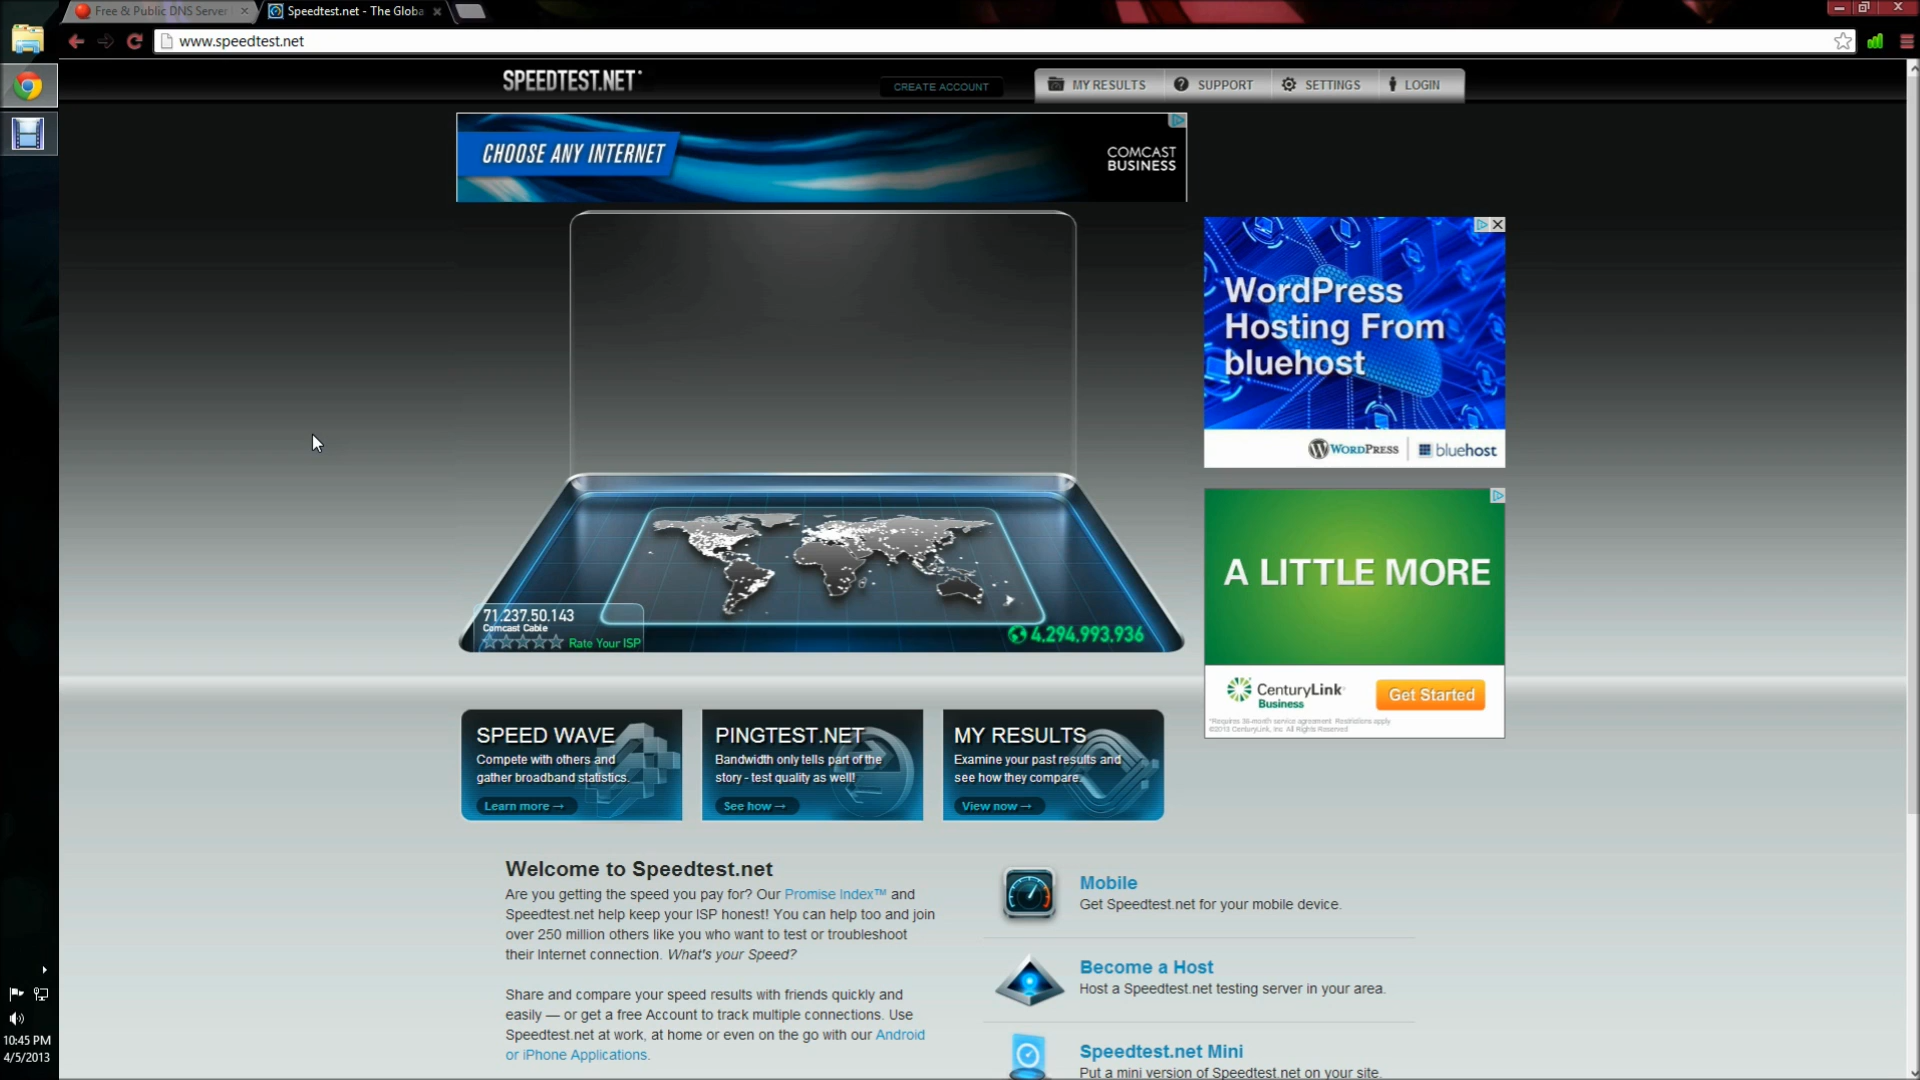 Free & Public DNS Server
Speedtest.net - The Globa
www.speedtest.net
SPEEDTEST.NET
CREATE ACCOUNT
MY RESULTS
SUPPORT
SETTINGS
LOGIN
CHOOSE ANY INTERNET
COMCAST
BUSINESS
WordPress
Hosting From
bluehost
WORDPRESS
bluehost
A LITTLE MORE
71.237.50.143
Comcast Cable
Rate Your ISP
4,294,993,936
CenturyLink
Business
Get Started
*Requires 36-month service agreement. Restrictions apply.
©2013 CenturyLink, Inc. All Rights Reserved
SPEED WAVE
Compete with others and
gather broadband statistics.
Learn more →
PINGTEST.NET
Bandwidth only tells part of the
story - test quality as well!
See how →
MY RESULTS
Examine your past results and
see how they compare.
View now →
Welcome to Speedtest.net
Are you getting the speed you pay for? Our Promise Index™ and
Speedtest.net help keep your ISP honest! You can help too and join
over 250 million others like you who want to test or troubleshoot
their Internet connection. What's your Speed?
Share and compare your speed results with friends quickly and
easily — or get a free Account to track multiple connections. Use
Speedtest.net at work, at home or even on the go with our Android
or iPhone Applications.
Mobile
Get Speedtest.net for your mobile device.
Become a Host
Host a Speedtest.net testing server in your area.
Speedtest.net Mini
Put a mini version of Speedtest.net on your site.
10:45 PM
4/5/2013